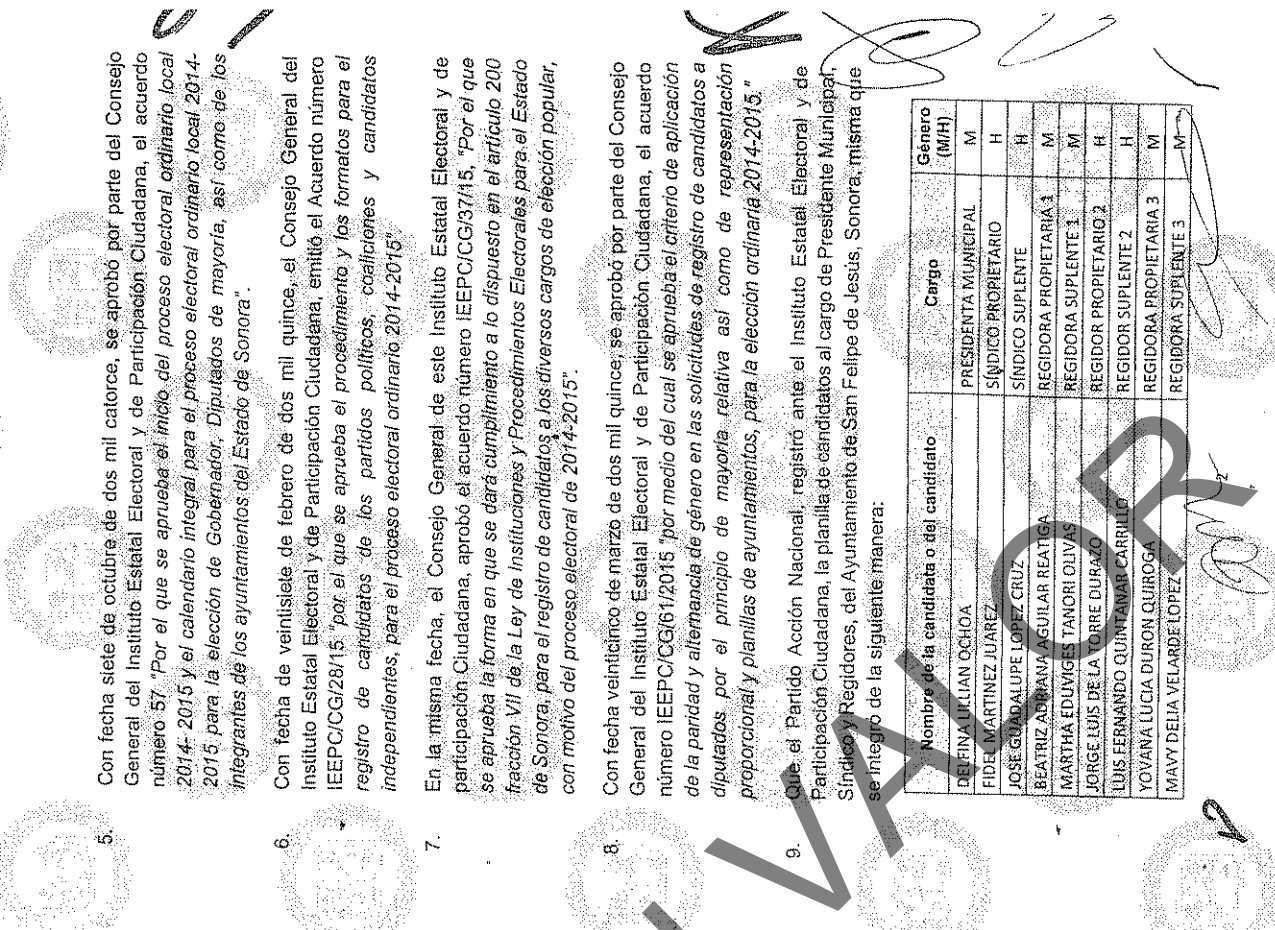 5. Con fecha siete de octubre de dos mil catorce, se aprobó por parte del Consejo
General del Instituto Estatal Electoral y de Participación Ciudadana, el acuerdo
número 57 "Por el que se aprueba el inicio del proceso electoral ordinario local
2014- 2015 y el calendario integral para el proceso electoral ordinario local 2014-
2015 para la elección de Gobernador, Diputados de mayoría, así como de los
integrantes de los ayuntamientos del Estado de Sonora".
6. Con fecha de veintisiete de febrero de dos mil quince, el Consejo General del
Instituto Estatal Electoral y de Participación Ciudadana, emitió el Acuerdo número
IEEPC/CG/28/15 "por el que se aprueba el procedimiento y los formatos para el
registro de candidatos de los partidos políticos, coaliciones y candidatos
independientes, para el proceso electoral ordinario 2014-2015".
7. En la misma fecha, el Consejo General de este Instituto Estatal Electoral y de
participación Ciudadana, aprobó el acuerdo número IEEPC/CG/37/15, "Por el que
se aprueba la forma en que se dará cumplimiento a lo dispuesto en el artículo 200
fracción VII de la Ley de Instituciones y Procedimientos Electorales para el Estado
de Sonora, para el registro de candidatos a los diversos cargos de elección popular,
con motivo del proceso electoral de 2014-2015".
8. Con fecha veinticinco de marzo de dos mil quince, se aprobó por parte del Consejo
General del Instituto Estatal Electoral y de Participación Ciudadana, el acuerdo
número IEEPC/CG/61/2015 "por medio del cual se aprueba el criterio de aplicación
de la paridad y alternancia de género en las solicitudes de registro de candidatos a
diputados por el principio de mayoría relativa así como de representación
proporcional y planillas de ayuntamientos, para la elección ordinaria 2014-2015."
9. Que el Partido Acción Nacional, registró ante el Instituto Estatal Electoral y de
Participación Ciudadana, la planilla de candidatos al cargo de Presidente Municipal,
Síndico y Regidores, del Ayuntamiento de San Felipe de Jesús, Sonora, misma que
se integró de la siguiente manera:
Nombre de la candidata o del candidato Cargo Género (M/H)
DELFINA LILLIAN OCHOA PRESIDENTA MUNICIPAL M
FIDEL MARTINEZ JUAREZ SÍNDICO PROPIETARIO H
JOSE GUADALUPE LOPEZ CRUZ SÍNDICO SUPLENTE H
BEATRIZ ADRIANA AGUILAR REATIGA REGIDORA PROPIETARIA 1 M
MARTHA EDUVIGES TANORI OLIVAS REGIDORA SUPLENTE 1 M
JORGE LUIS DE LA TORRE DURAZO REGIDOR PROPIETARIO 2 H
LUIS FERNANDO QUINTANAR CARRILLO REGIDOR SUPLENTE 2 H
YOVANA LUCIA DURON QUIROGA REGIDORA PROPIETARIA 3 M
MAVY DELIA VELARDE LOPEZ REGIDORA SUPLENTE 3 M
2
VALOR